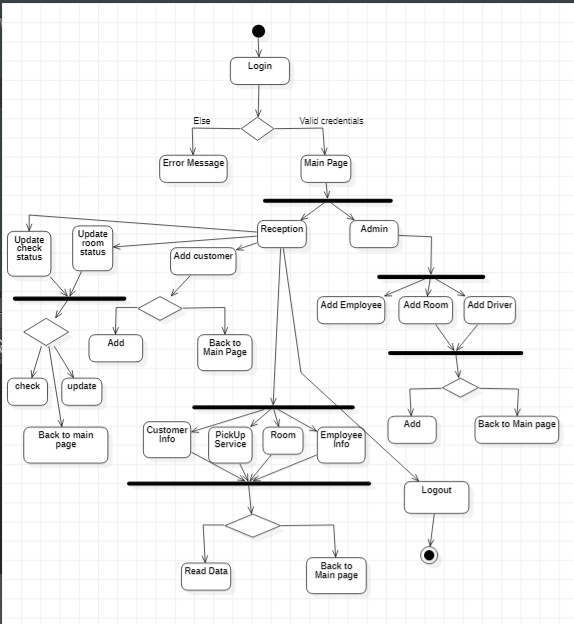 Login
Else
Valid credentials
Error Message
Main Page
Reception
Admin
Update
check
status
Update
room
status
Add customer
Add Employee
Add Room
Add Driver
Add
Back to
Main Page
check
update
Back to main
page
Customer
Info
PickUp
Service
Room
Employee
Info
Add
Back to Main page
Logout
Read Data
Back to
Main page